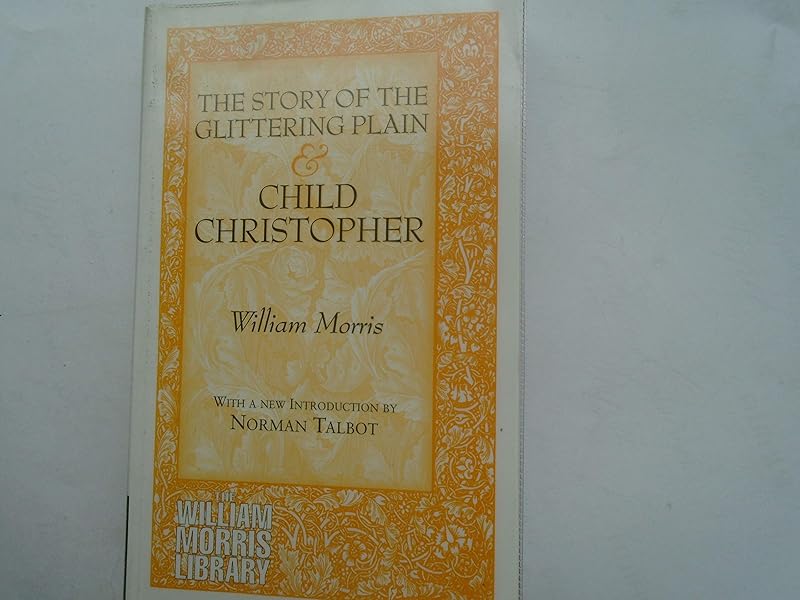 THE STORY OF THE
GLITTERING PLAIN
&
CHILD
CHRISTOPHER
William Morris
WITH A NEW INTRODUCTION BY
NORMAN TALBOT
THE
WILLIAM
MORRIS
LIBRARY